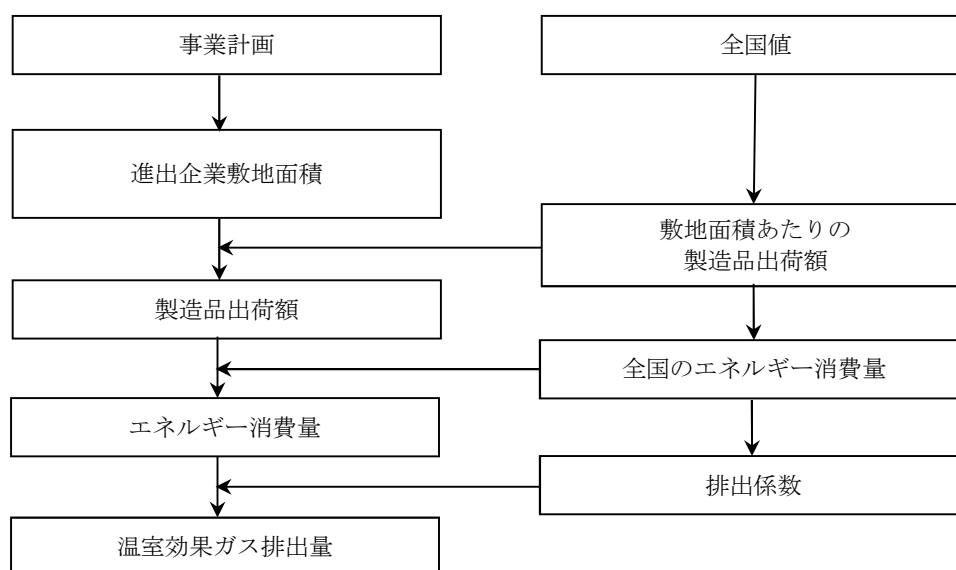 事業計画
全国値
進出企業敷地面積
敷地面積あたりの
製造品出荷額
製造品出荷額
全国のエネルギー消費量
エネルギー消費量
排出係数
温室効果ガス排出量